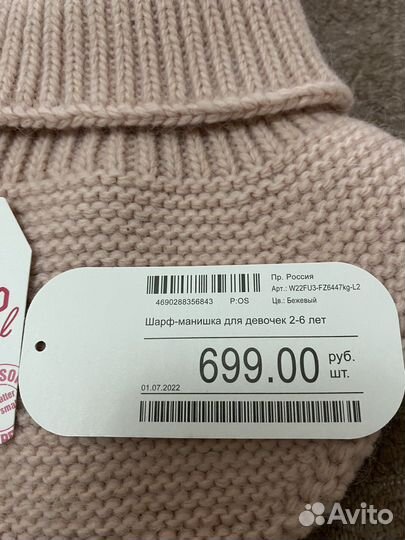 Пр. Россия
Арт.: W22FU3-FZ6447kg-L2
4690288356843 P:OS Цв.: Бежевый
Шарф-манишка для девочек 2-6 лет
699.00 руб. шт.
01.07.2022
Avito